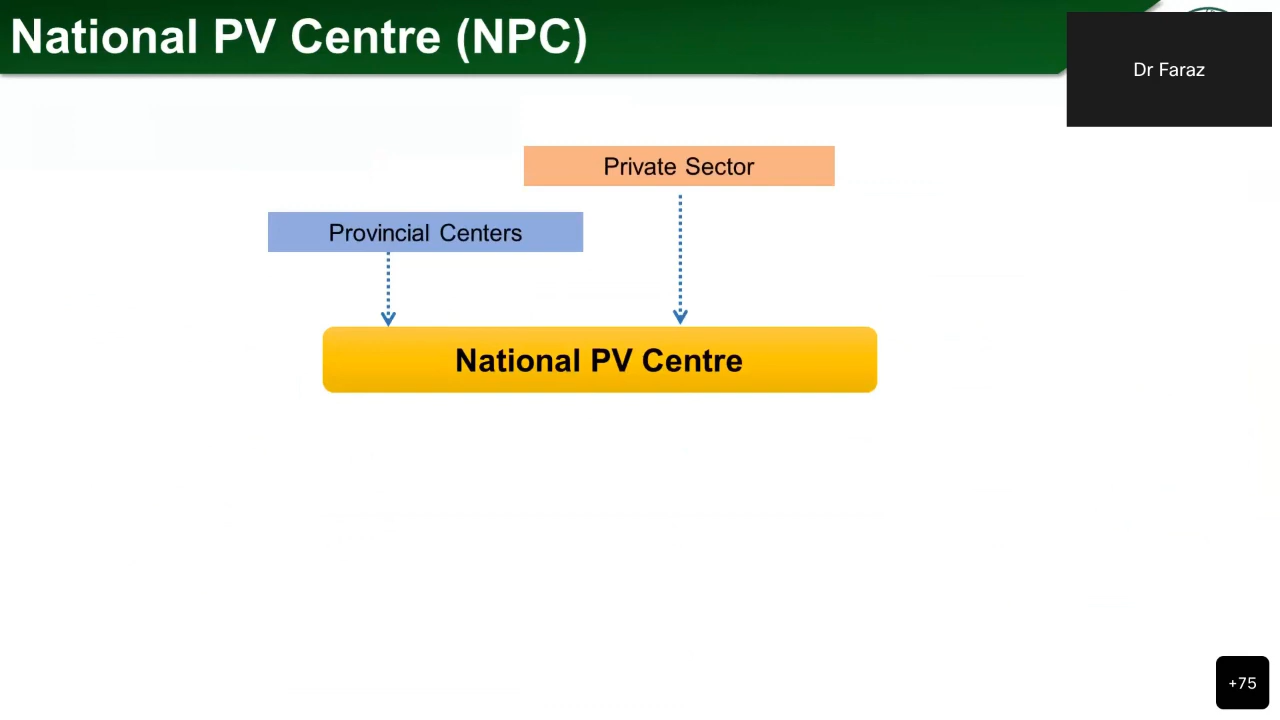 National PV Centre (NPC)
Dr Faraz
Private Sector
Provincial Centers
National PV Centre
+75